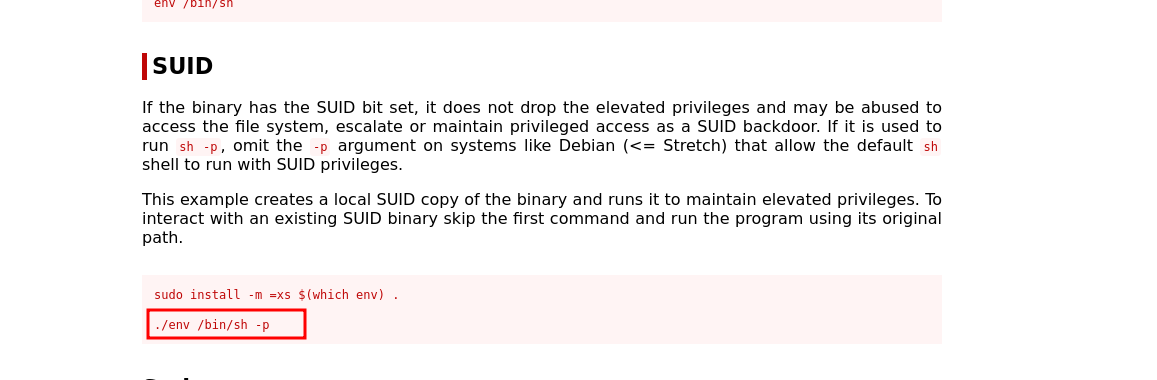 env /bin/sh
SUID
If the binary has the SUID bit set, it does not drop the elevated privileges and may be abused to
access the file system, escalate or maintain privileged access as a SUID backdoor. If it is used to
run sh -p, omit the -p argument on systems like Debian (<= Stretch) that allow the default sh
shell to run with SUID privileges.
This example creates a local SUID copy of the binary and runs it to maintain elevated privileges. To
interact with an existing SUID binary skip the first command and run the program using its original
path.
sudo install -m =xs $(which env) .
./env /bin/sh -p